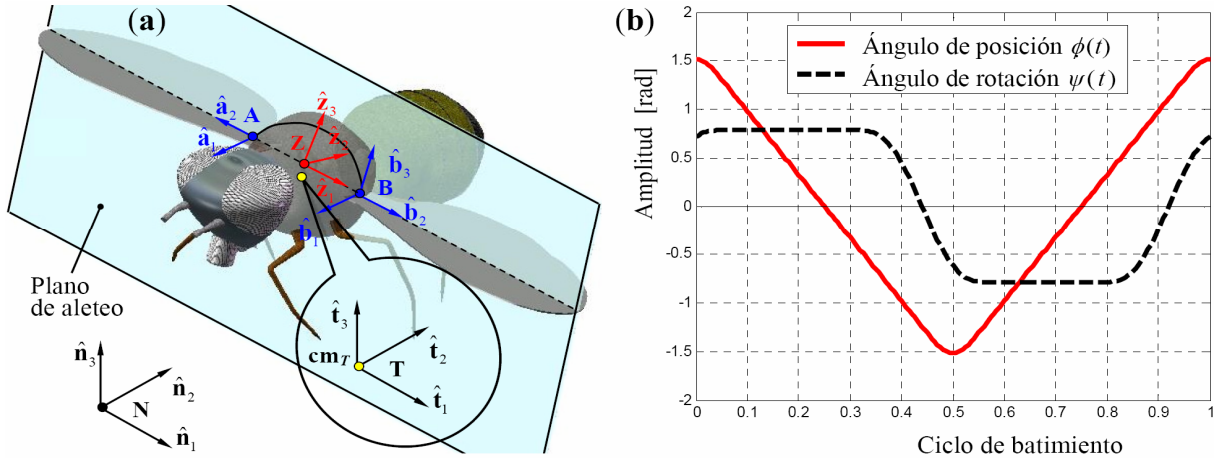 (a)
â₂ A
â₁
ẑ₃
Z ẑ₂
ẑ₁
b̂₃
B
b̂₂
b̂₁
Plano
de aleteo
n̂₃
n̂₂
N
n̂₁
t̂₃
t̂₂
cm_T T
t̂₁
(b)
Ángulo de posición ϕ(t)
Ángulo de rotación ψ(t)
Amplitud [rad]
2
1.5
1
0.5
0
-0.5
-1
-1.5
-2
0 0.1 0.2 0.3 0.4 0.5 0.6 0.7 0.8 0.9 1
Ciclo de batimiento